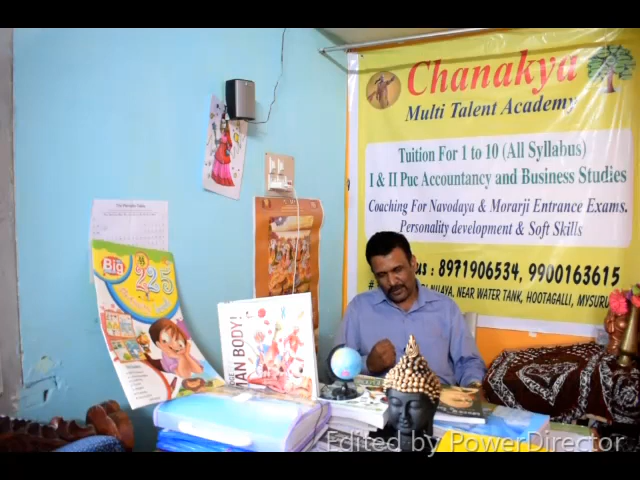 Chanakya
Multi Talent Academy
Tuition For 1 to 10 (All Syllabus)
I & II Puc Accountancy and Business Studies
Coaching For Navodaya & Morarji Entrance Exams.
Personality development & Soft Skills
us : 8971906534, 9900163615
NEAR WATER TANK, HOOTAGALLI, MYSURU
Big
MAN BODY!
Edited by PowerDirector